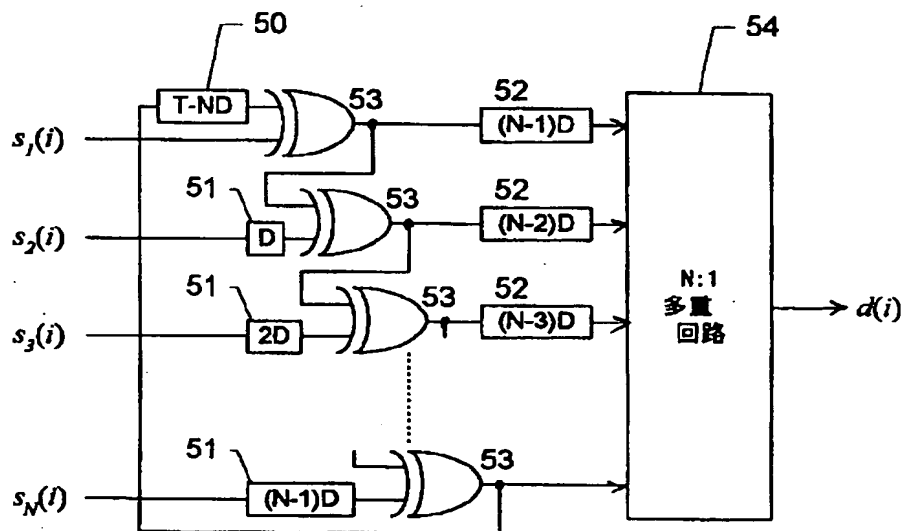 50
54
T-ND
53
52
(N-1)D
s₁(i)
51
53
52
s₂(i)
D
(N-2)D
51
53
52
s₃(i)
2D
(N-3)D
N:1
多重
回路
d(i)
51
53
s_N(i)
(N-1)D